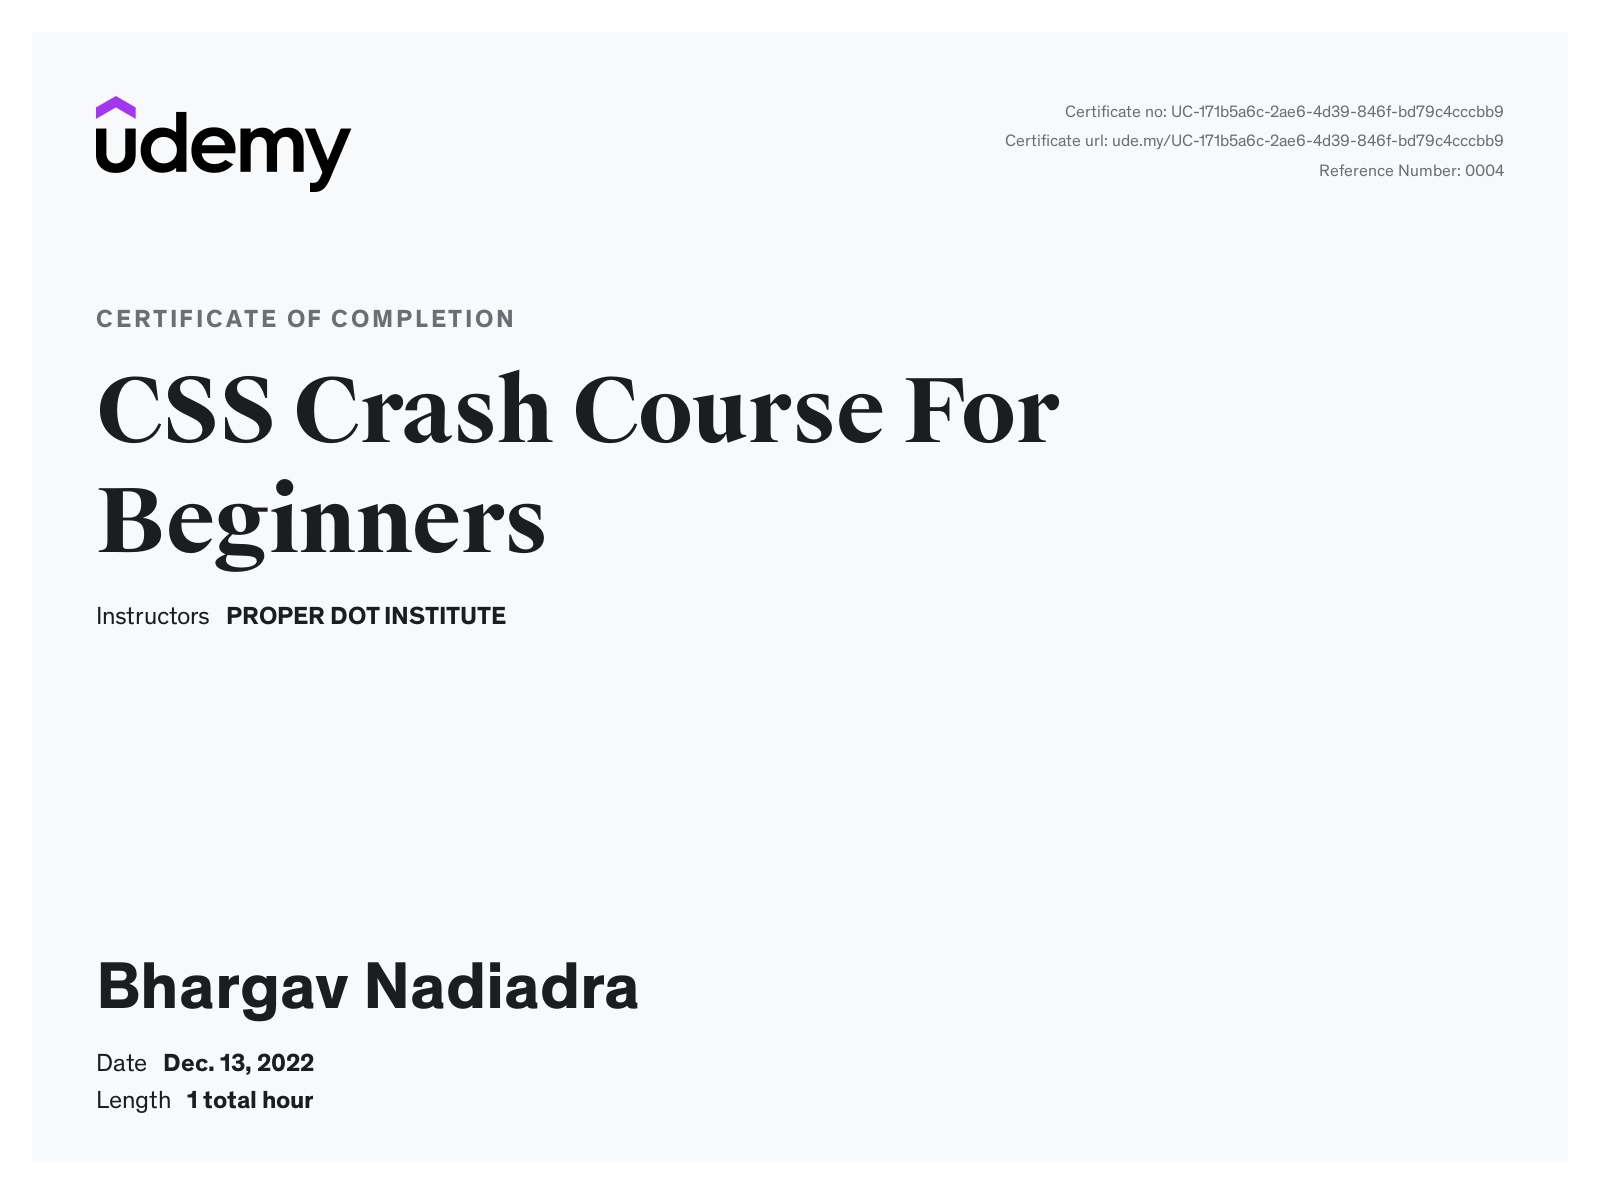 udemy
Certificate no: UC-171b5a6c-2ae6-4d39-846f-bd79c4cccbb9
Certificate url: ude.my/UC-171b5a6c-2ae6-4d39-846f-bd79c4cccbb9
Reference Number: 0004
CERTIFICATE OF COMPLETION
CSS Crash Course For
Beginners
Instructors PROPER DOT INSTITUTE
Bhargav Nadiadra
Date Dec. 13, 2022
Length 1 total hour